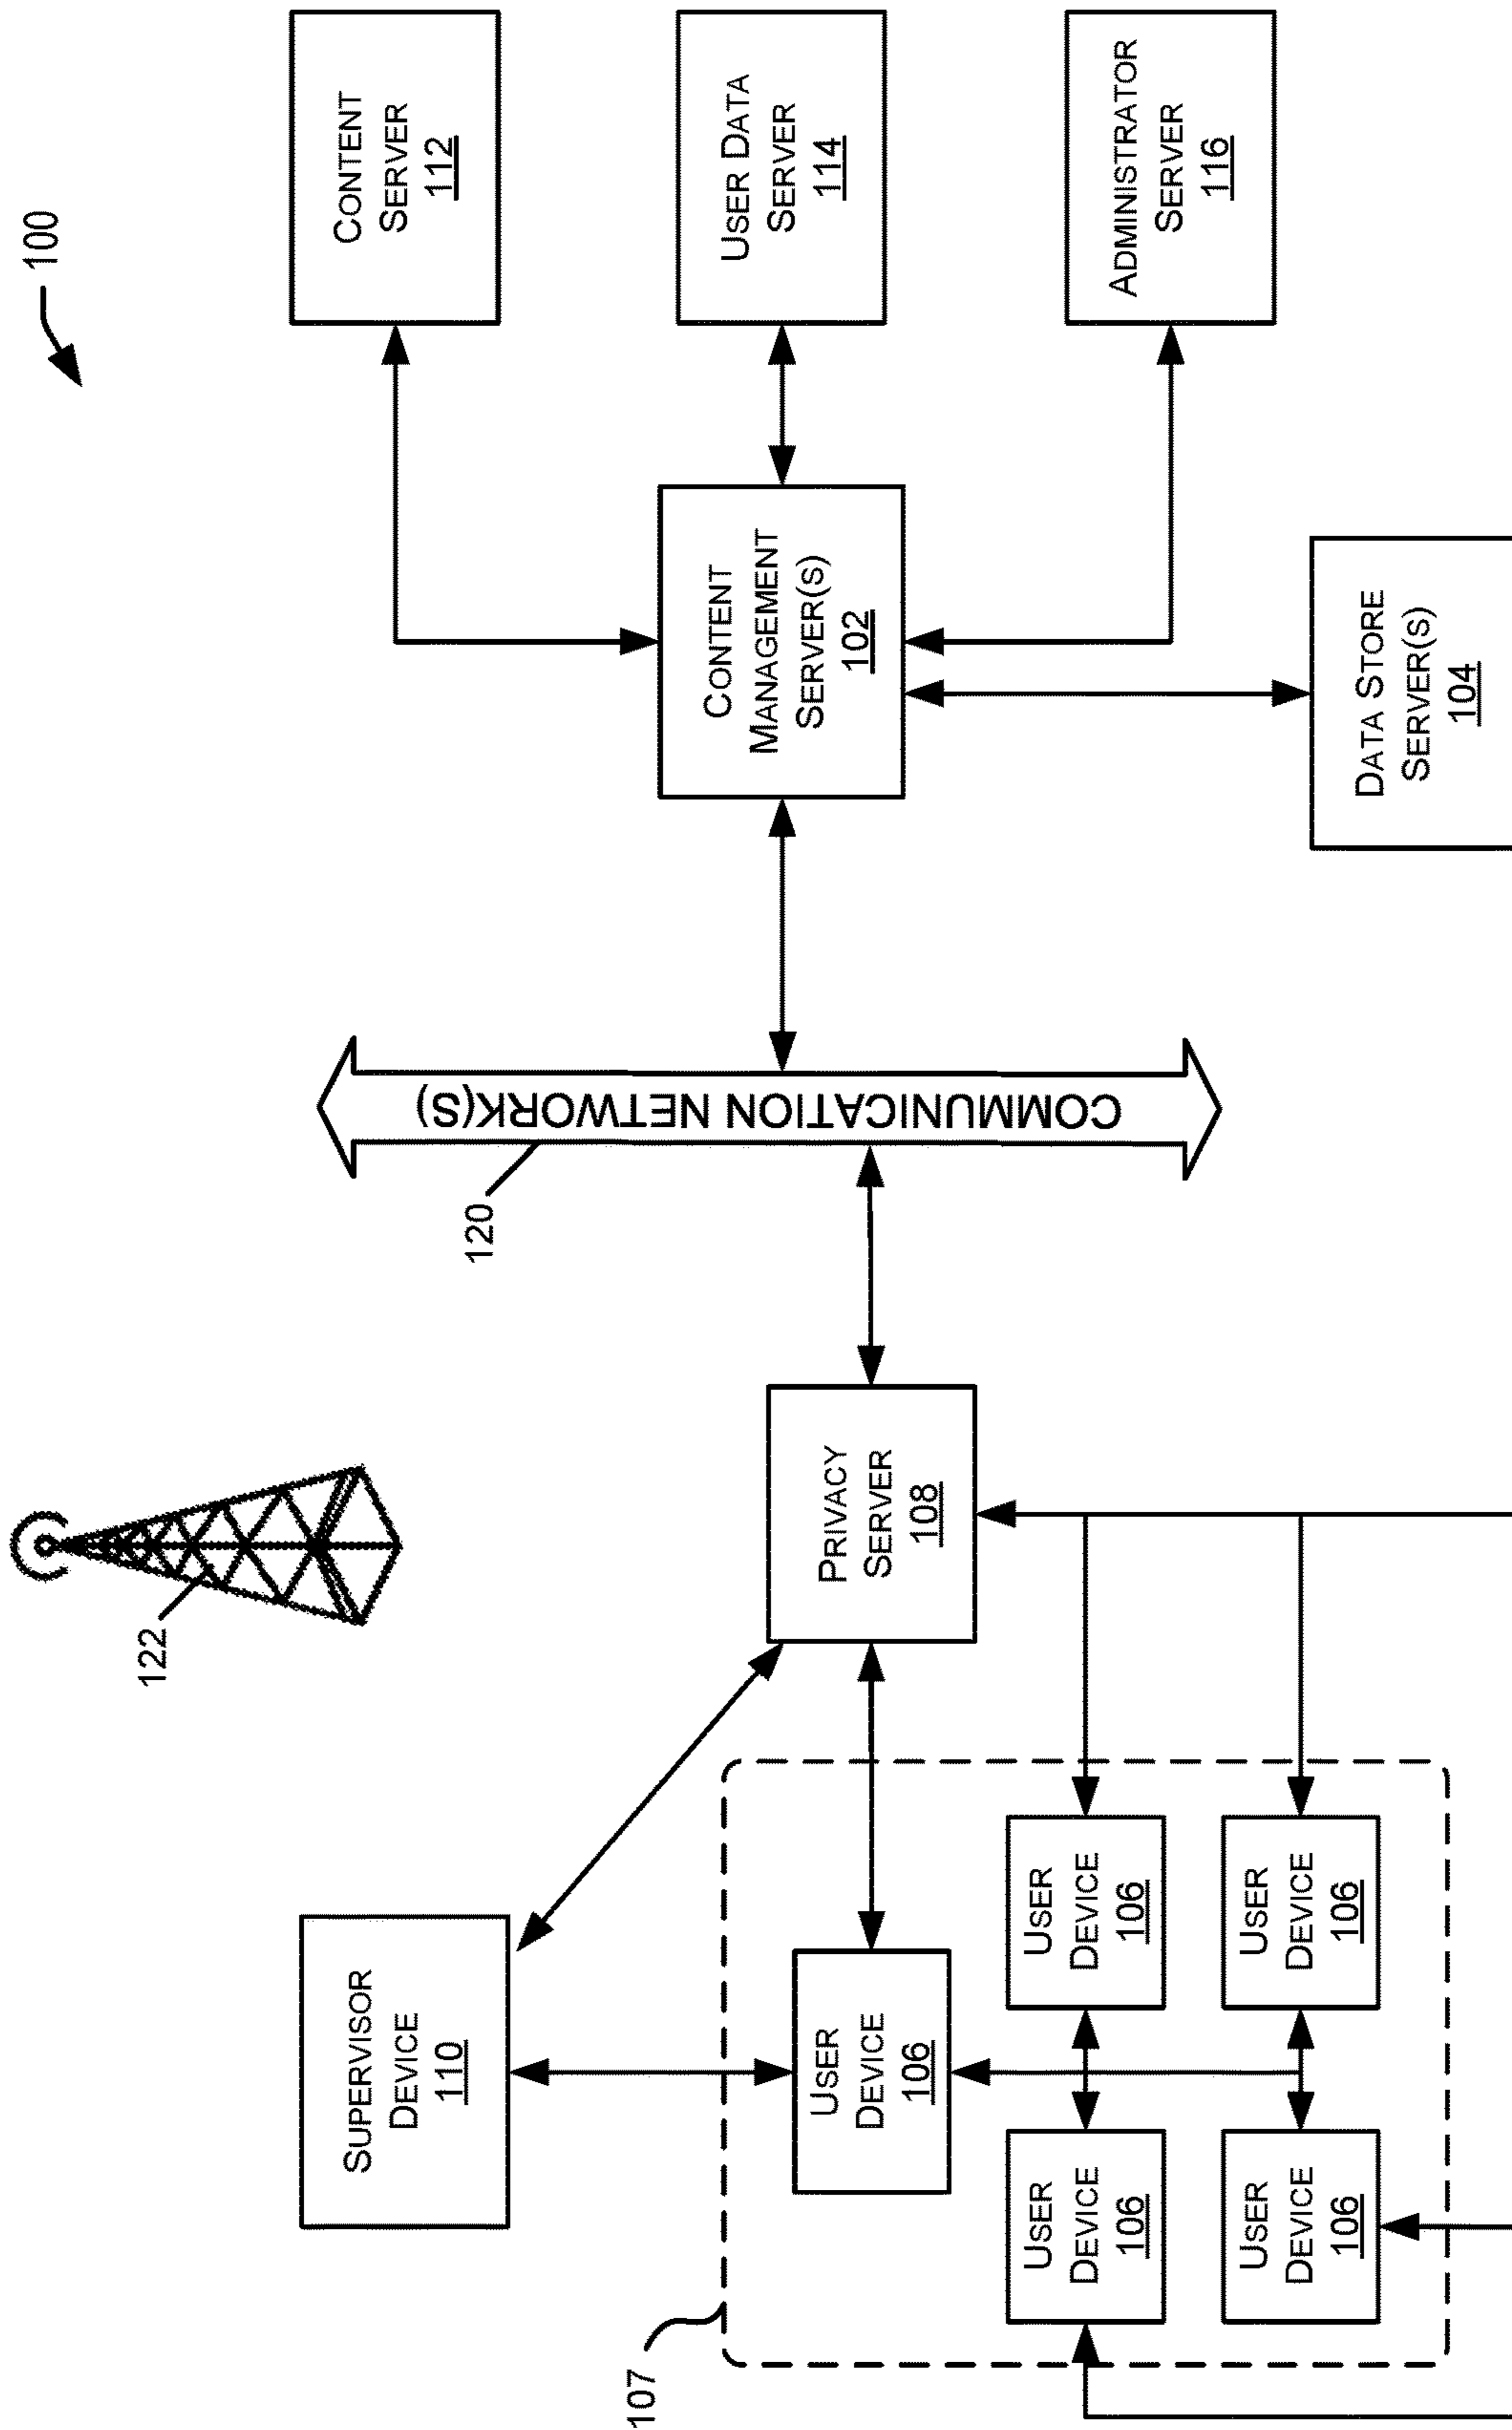 100
122
SUPERVISOR
DEVICE
110
CONTENT
SERVER
112
120
COMMUNICATION NETWORK(S)
107
CONTENT
MANAGEMENT
SERVER(S)
102
USER DATA
SERVER
114
PRIVACY
SERVER
108
USER
DEVICE
106
USER
DEVICE
106
USER
DEVICE
106
ADMINISTRATOR
SERVER
116
USER
DEVICE
106
USER
DEVICE
106
DATA STORE
SERVER(S)
104